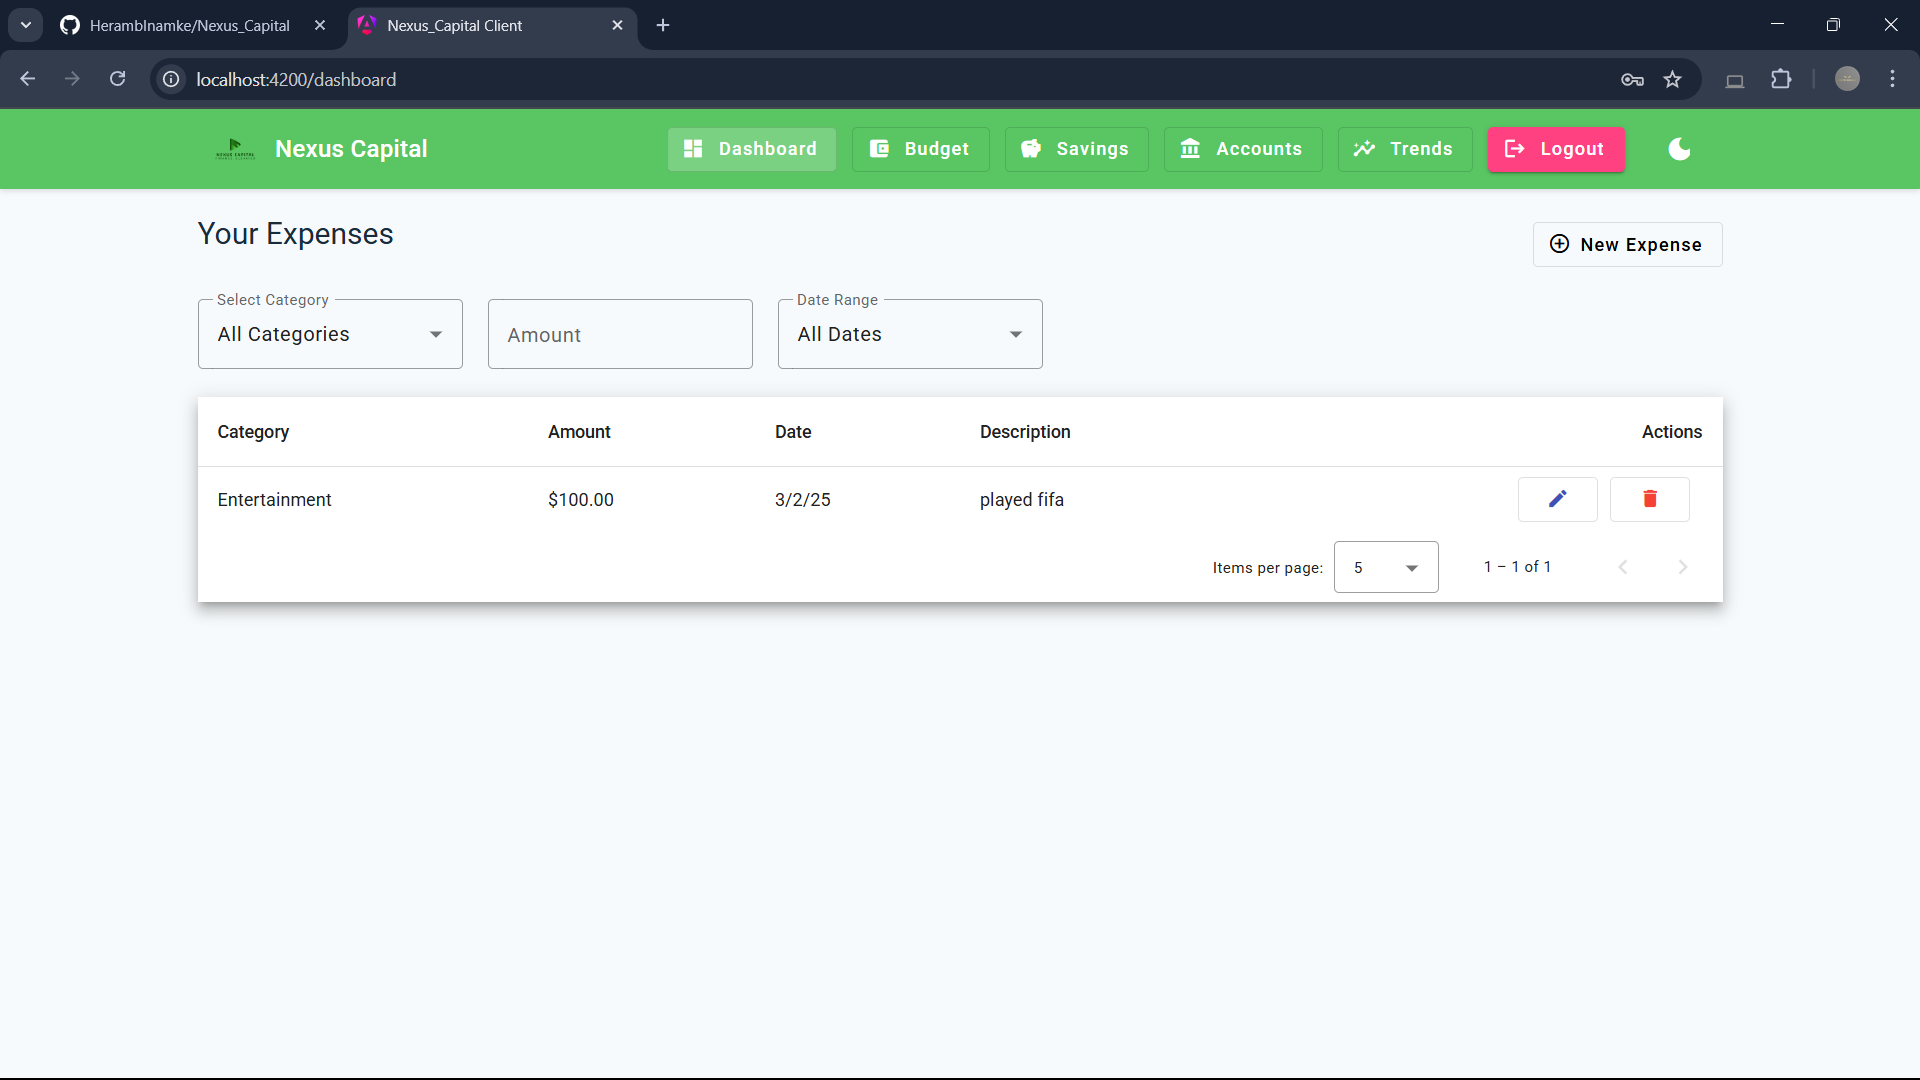 HerambInamke/Nexus_Capital
Nexus_Capital Client
localhost:4200/dashboard
NEXUS CAPITAL
Nexus Capital
Dashboard
Budget
Savings
Accounts
Trends
Logout
Your Expenses
New Expense
Select Category
All Categories
Amount
Date Range
All Dates
Category Amount Date Description Actions
Entertainment $100.00 3/2/25 played fifa
Items per page: 5 1 – 1 of 1